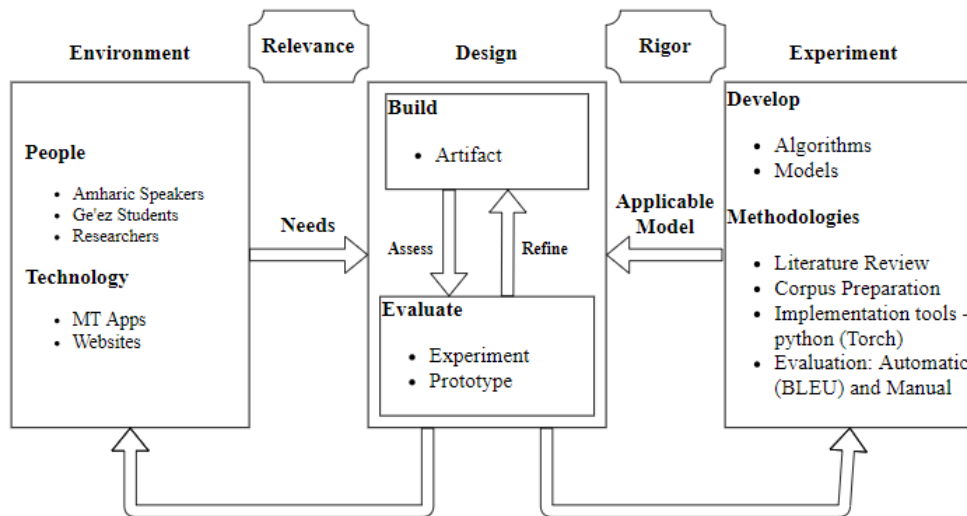 Environment
Relevance
Design
Rigor
Experiment
People
• Amharic Speakers
• Ge'ez Students
• Researchers
Technology
• MT Apps
• Websites
Needs
Build
• Artifact
Assess
Refine
Evaluate
• Experiment
• Prototype
Applicable
Model
Develop
• Algorithms
• Models
Methodologies
• Literature Review
• Corpus Preparation
• Implementation tools -
python (Torch)
• Evaluation: Automatic
(BLEU) and Manual